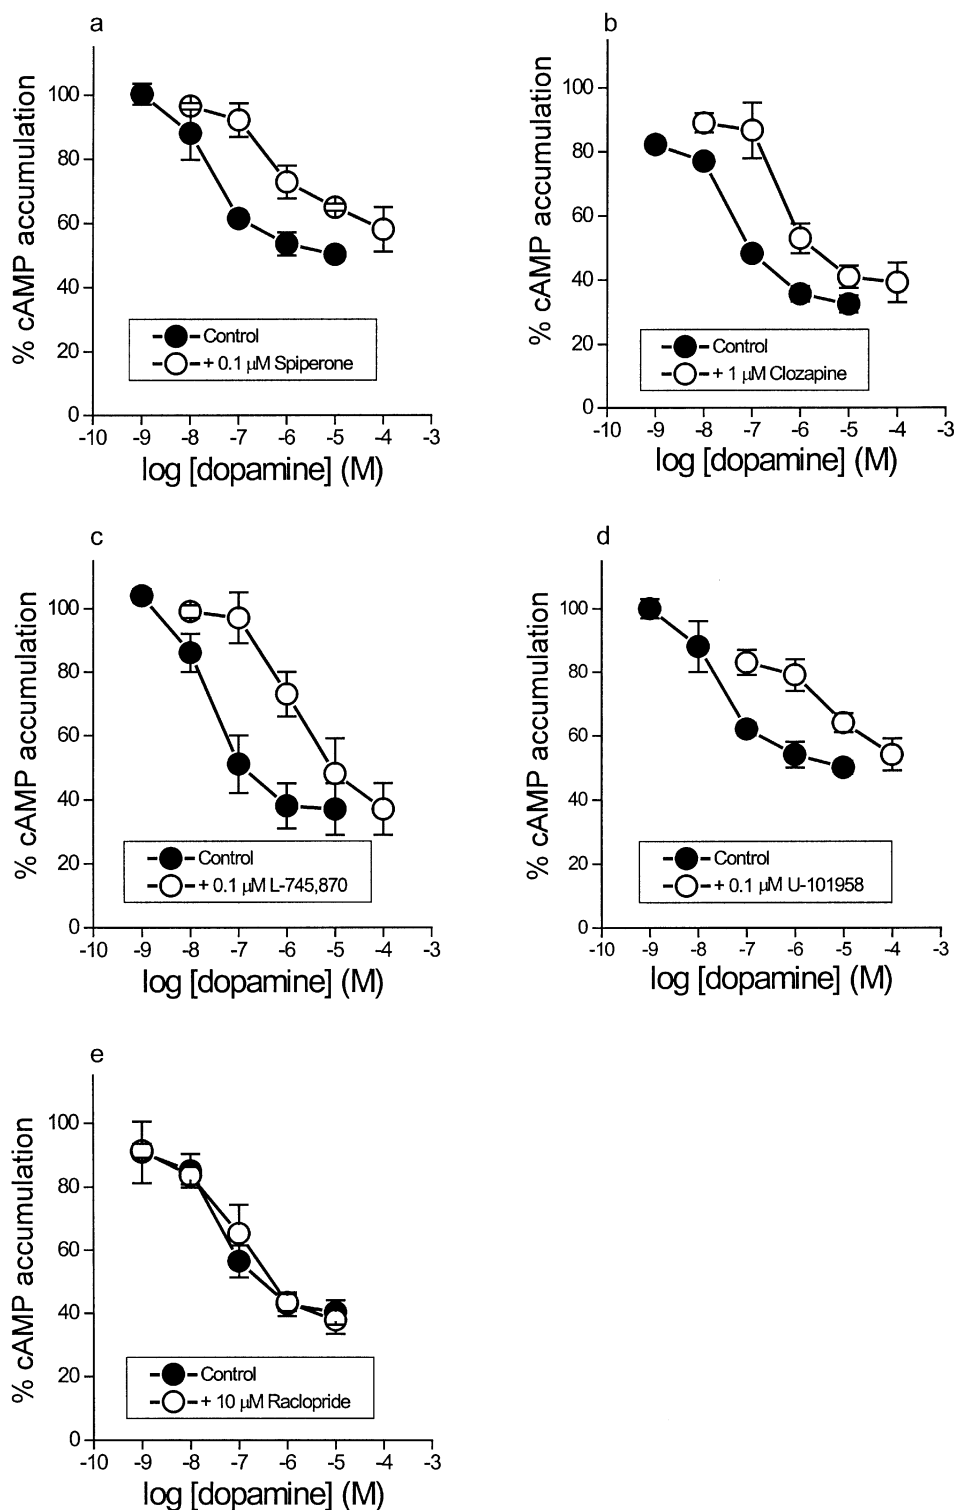 a
% cAMP accumulation
100
80
60
40
20
0
Control
+ 0.1 µM Spiperone
-10 -9 -8 -7 -6 -5 -4 -3
log [dopamine] (M)
b
% cAMP accumulation
100
80
60
40
20
0
Control
+ 1 µM Clozapine
-10 -9 -8 -7 -6 -5 -4 -3
log [dopamine] (M)
c
% cAMP accumulation
100
80
60
40
20
0
Control
+ 0.1 µM L-745,870
-10 -9 -8 -7 -6 -5 -4 -3
log [dopamine] (M)
d
% cAMP accumulation
100
80
60
40
20
0
Control
+ 0.1 µM U-101958
-10 -9 -8 -7 -6 -5 -4 -3
log [dopamine] (M)
e
% cAMP accumulation
100
80
60
40
20
0
Control
+ 10 µM Raclopride
-10 -9 -8 -7 -6 -5 -4 -3
log [dopamine] (M)